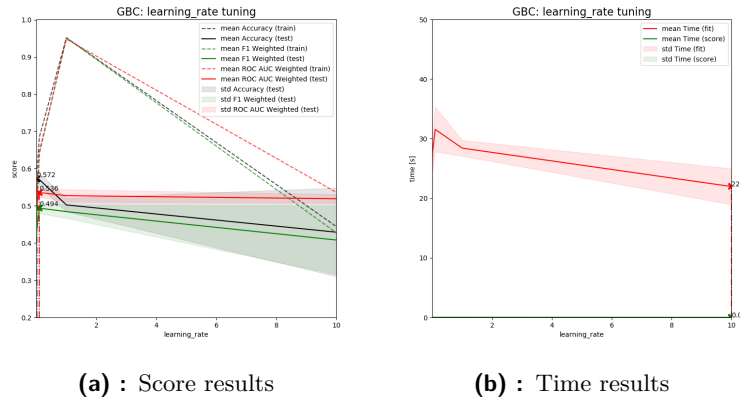 GBC: learning_rate tuning
1.0
0.9
0.8
0.7
0.6
0.5
0.4
0.3
0.2
score
mean Accuracy (train)
mean Accuracy (test)
mean F1 Weighted (train)
mean F1 Weighted (test)
mean ROC AUC Weighted (train)
mean ROC AUC Weighted (test)
std Accuracy (test)
std F1 Weighted (test)
std ROC AUC Weighted (test)
0.572
0.536
0.494
2 4 6 8 10
learning_rate
GBC: learning_rate tuning
50
40
30
20
10
0
time [s]
mean Time (fit)
mean Time (score)
std Time (fit)
std Time (score)
22
0.0
2 4 6 8 10
learning_rate
(a) : Score results
(b) : Time results